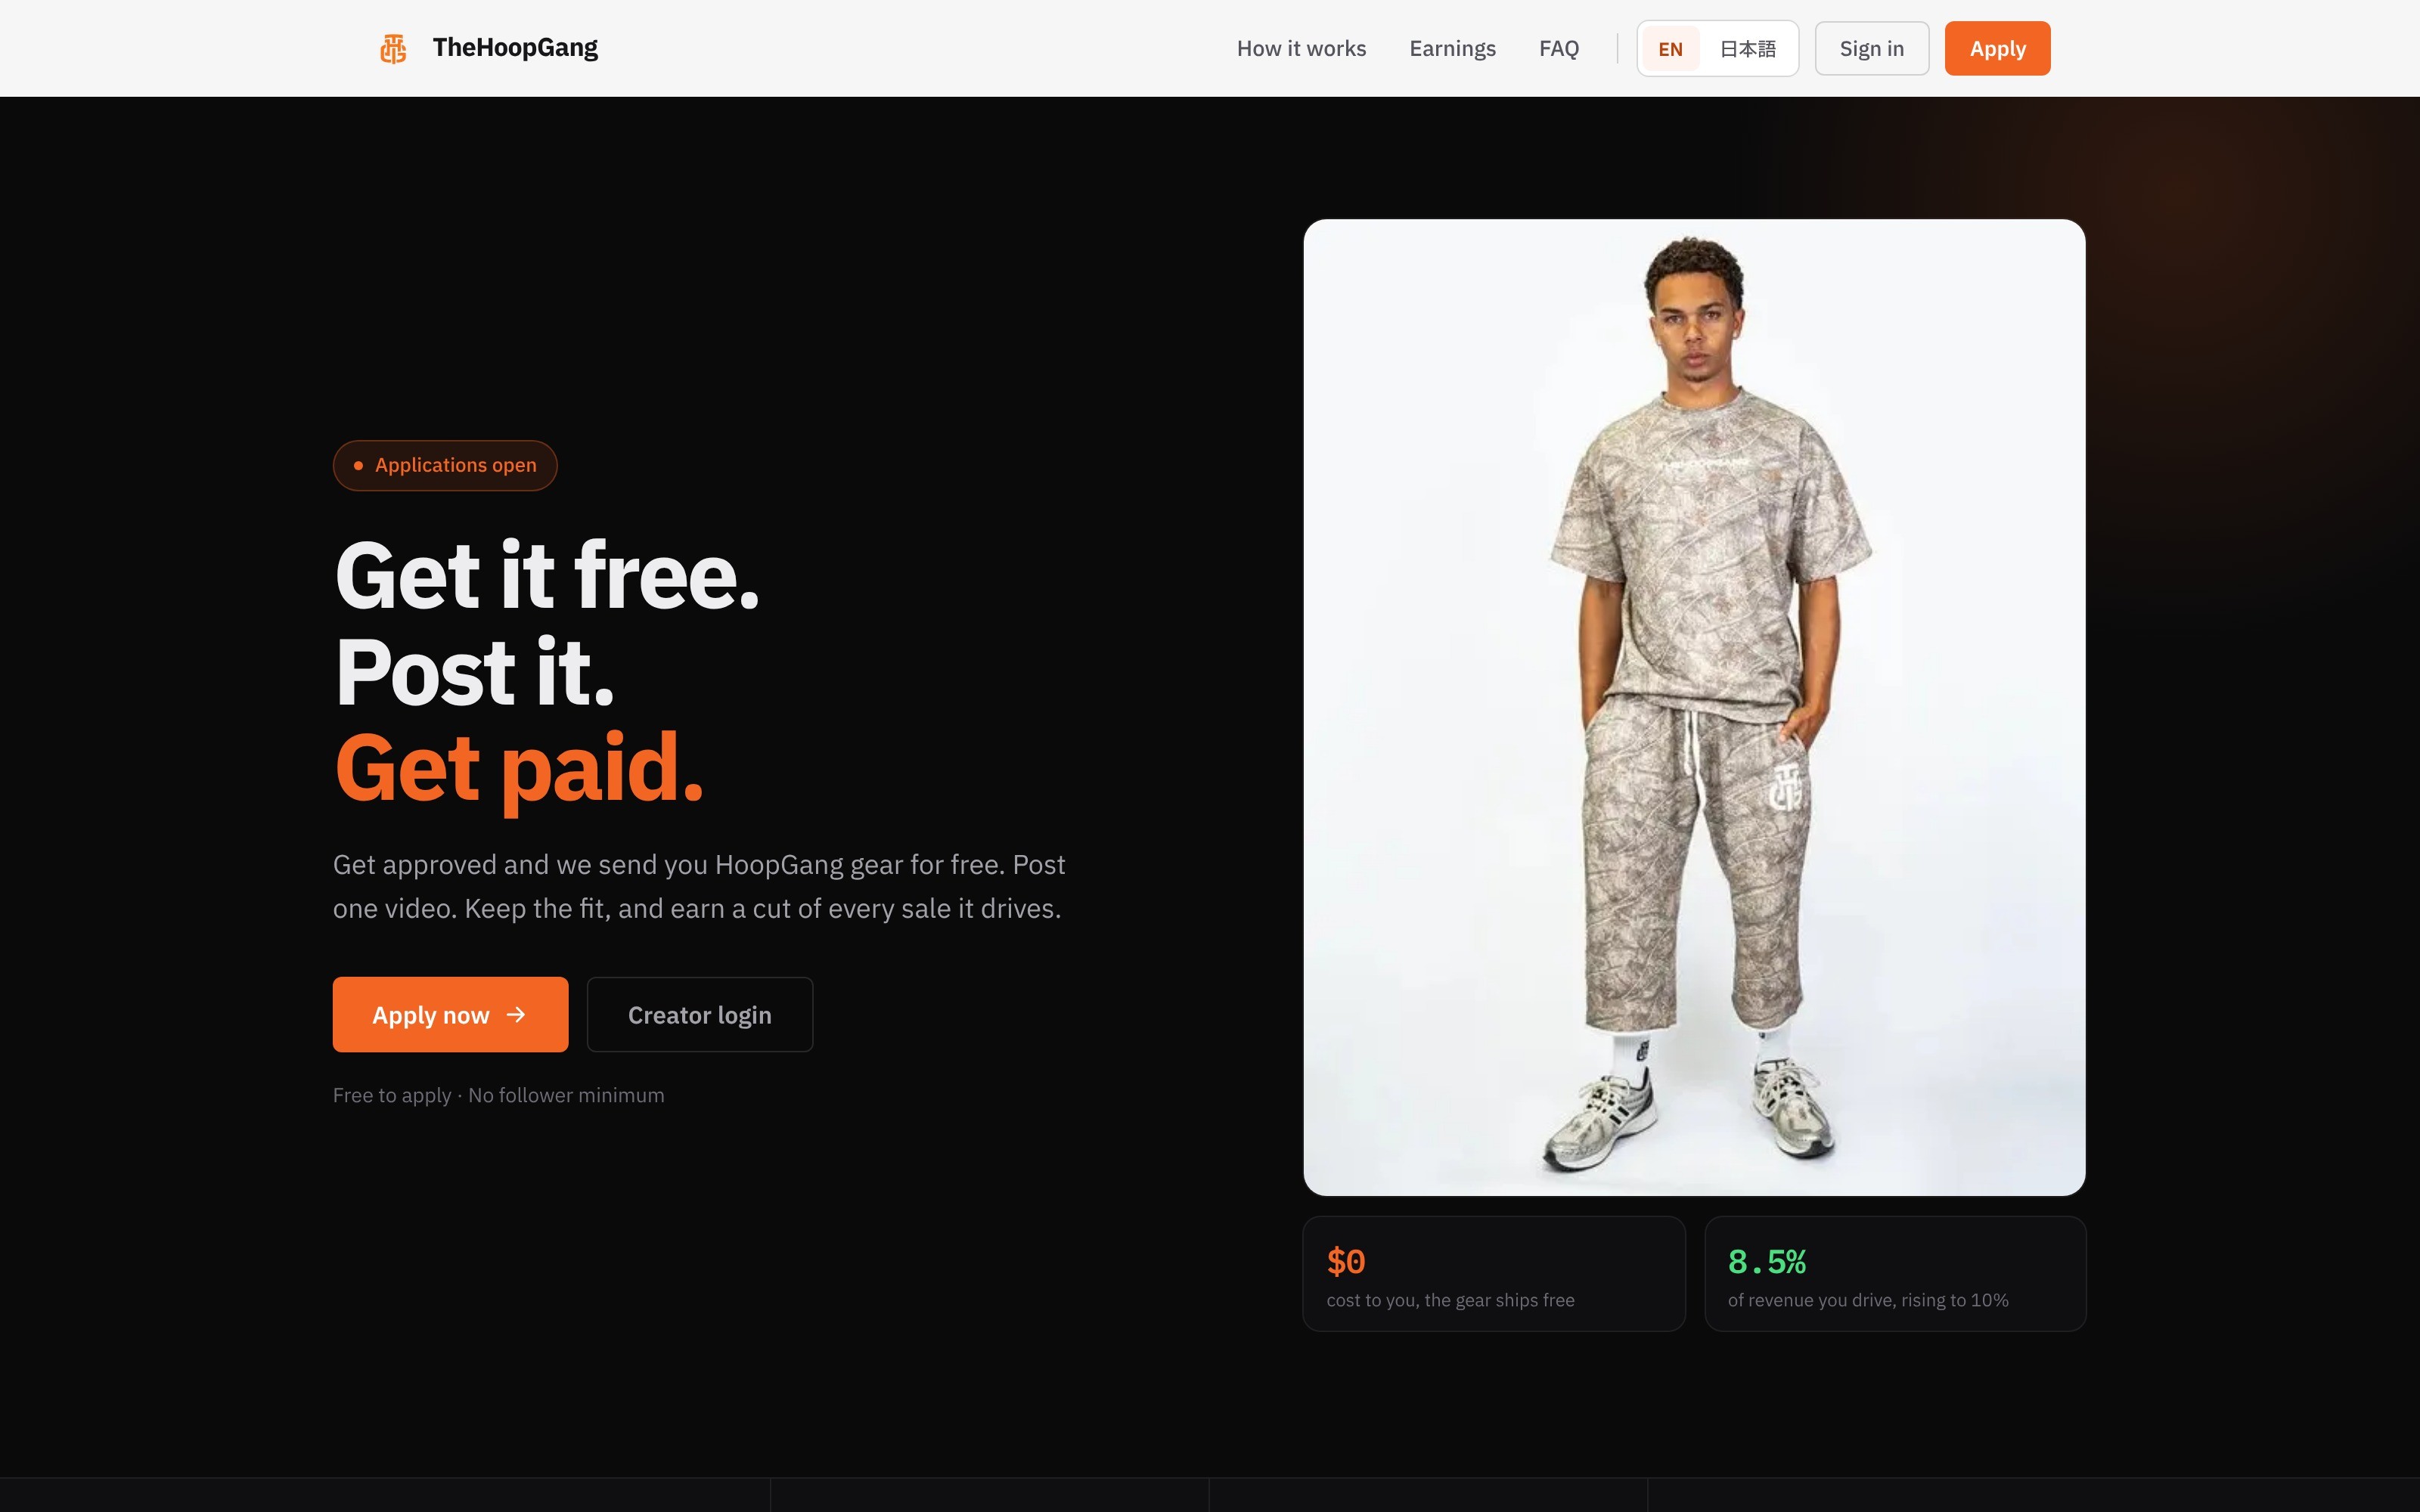 TheHoopGang
How it works
Earnings
FAQ
EN
日本語
Sign in
Apply
Applications open
Get it free.
Post it.
Get paid.
Get approved and we send you HoopGang gear for free. Post
one video. Keep the fit, and earn a cut of every sale it drives.
Apply now →
Creator login
Free to apply · No follower minimum
$0
cost to you, the gear ships free
8.5%
of revenue you drive, rising to 10%